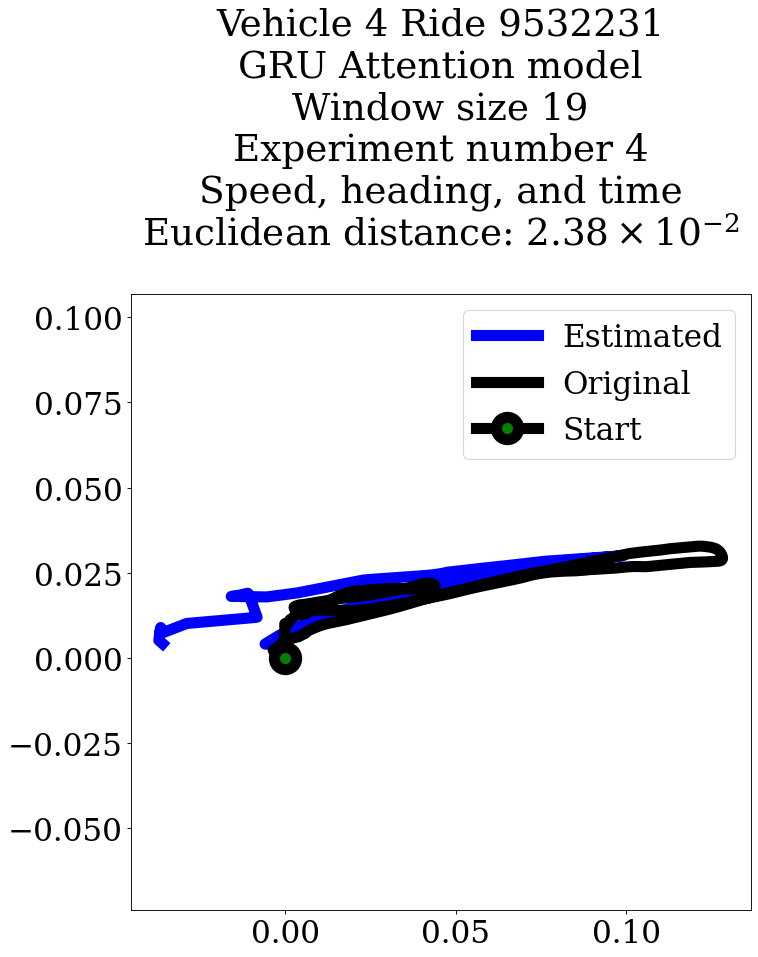 Vehicle 4 Ride 9532231
GRU Attention model
Window size 19
Experiment number 4
Speed, heading, and time
Euclidean distance: 2.38 × 10⁻²
0.100
0.075
0.050
0.025
0.000
−0.025
−0.050
Estimated
Original
Start
0.00 0.05 0.10